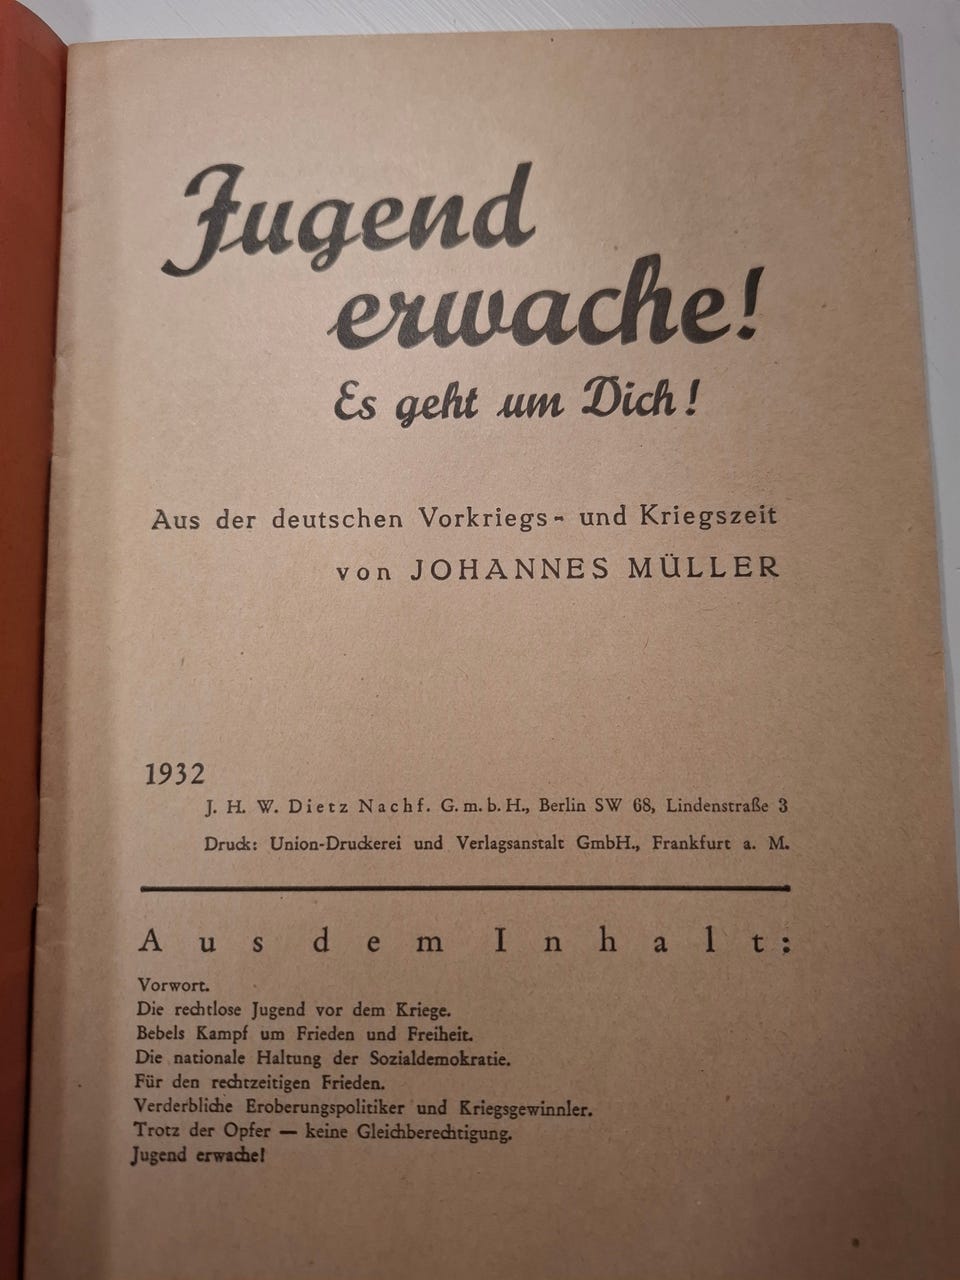 Jugend
erwache!
Es geht um Dich!
Aus der deutschen Vorkriegs- und Kriegszeit
von JOHANNES MÜLLER
1932
J. H. W. Dietz Nachf. G. m. b. H., Berlin SW 68, Lindenstraße 3
Druck: Union-Druckerei und Verlagsanstalt GmbH., Frankfurt a. M.
Aus dem Inhalt:
Vorwort.
Die rechtlose Jugend vor dem Kriege.
Bebels Kampf um Frieden und Freiheit.
Die nationale Haltung der Sozialdemokratie.
Für den rechtzeitigen Frieden.
Verderbliche Eroberungspolitiker und Kriegsgewinnler.
Trotz der Opfer — keine Gleichberechtigung.
Jugend erwache!